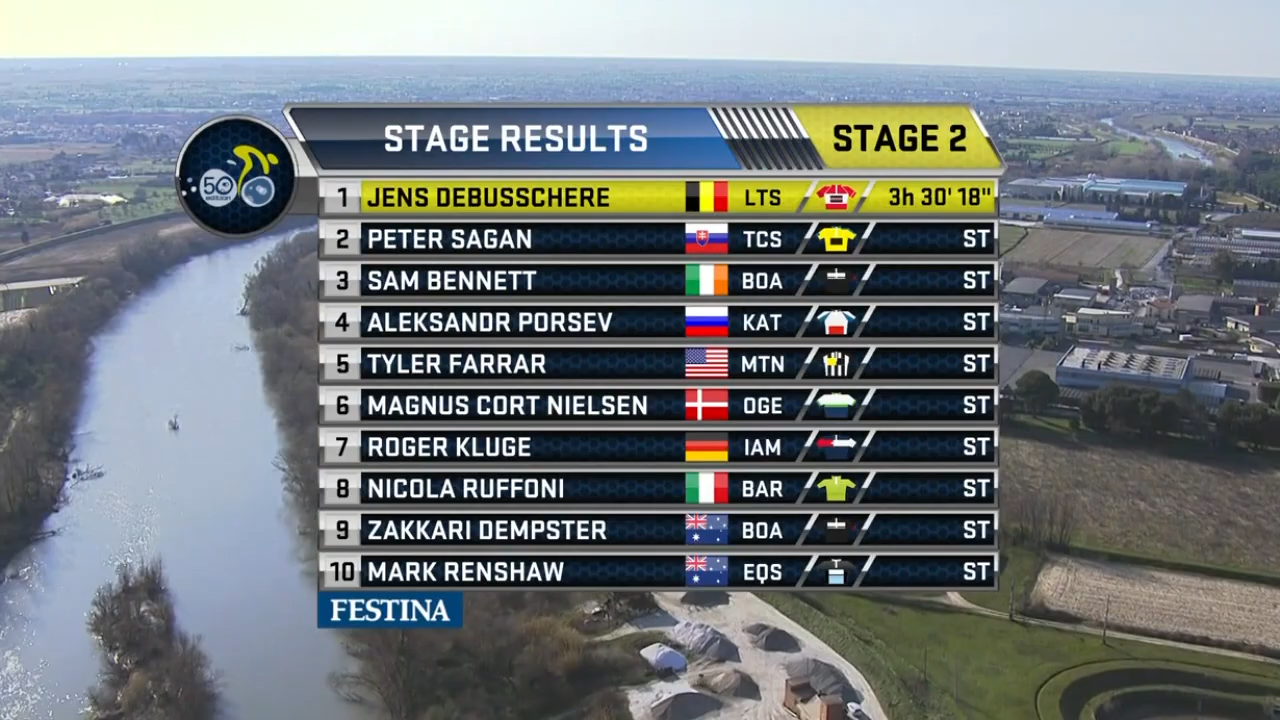 STAGE RESULTS STAGE 2
50
edition
1 JENS DEBUSSCHERE LTS 3h 30' 18"
2 PETER SAGAN TCS ST
3 SAM BENNETT BOA ST
4 ALEKSANDR PORSEV KAT ST
5 TYLER FARRAR MTN ST
6 MAGNUS CORT NIELSEN OGE ST
7 ROGER KLUGE IAM ST
8 NICOLA RUFFONI BAR ST
9 ZAKKARI DEMPSTER BOA ST
10 MARK RENSHAW EQS ST
FESTINA